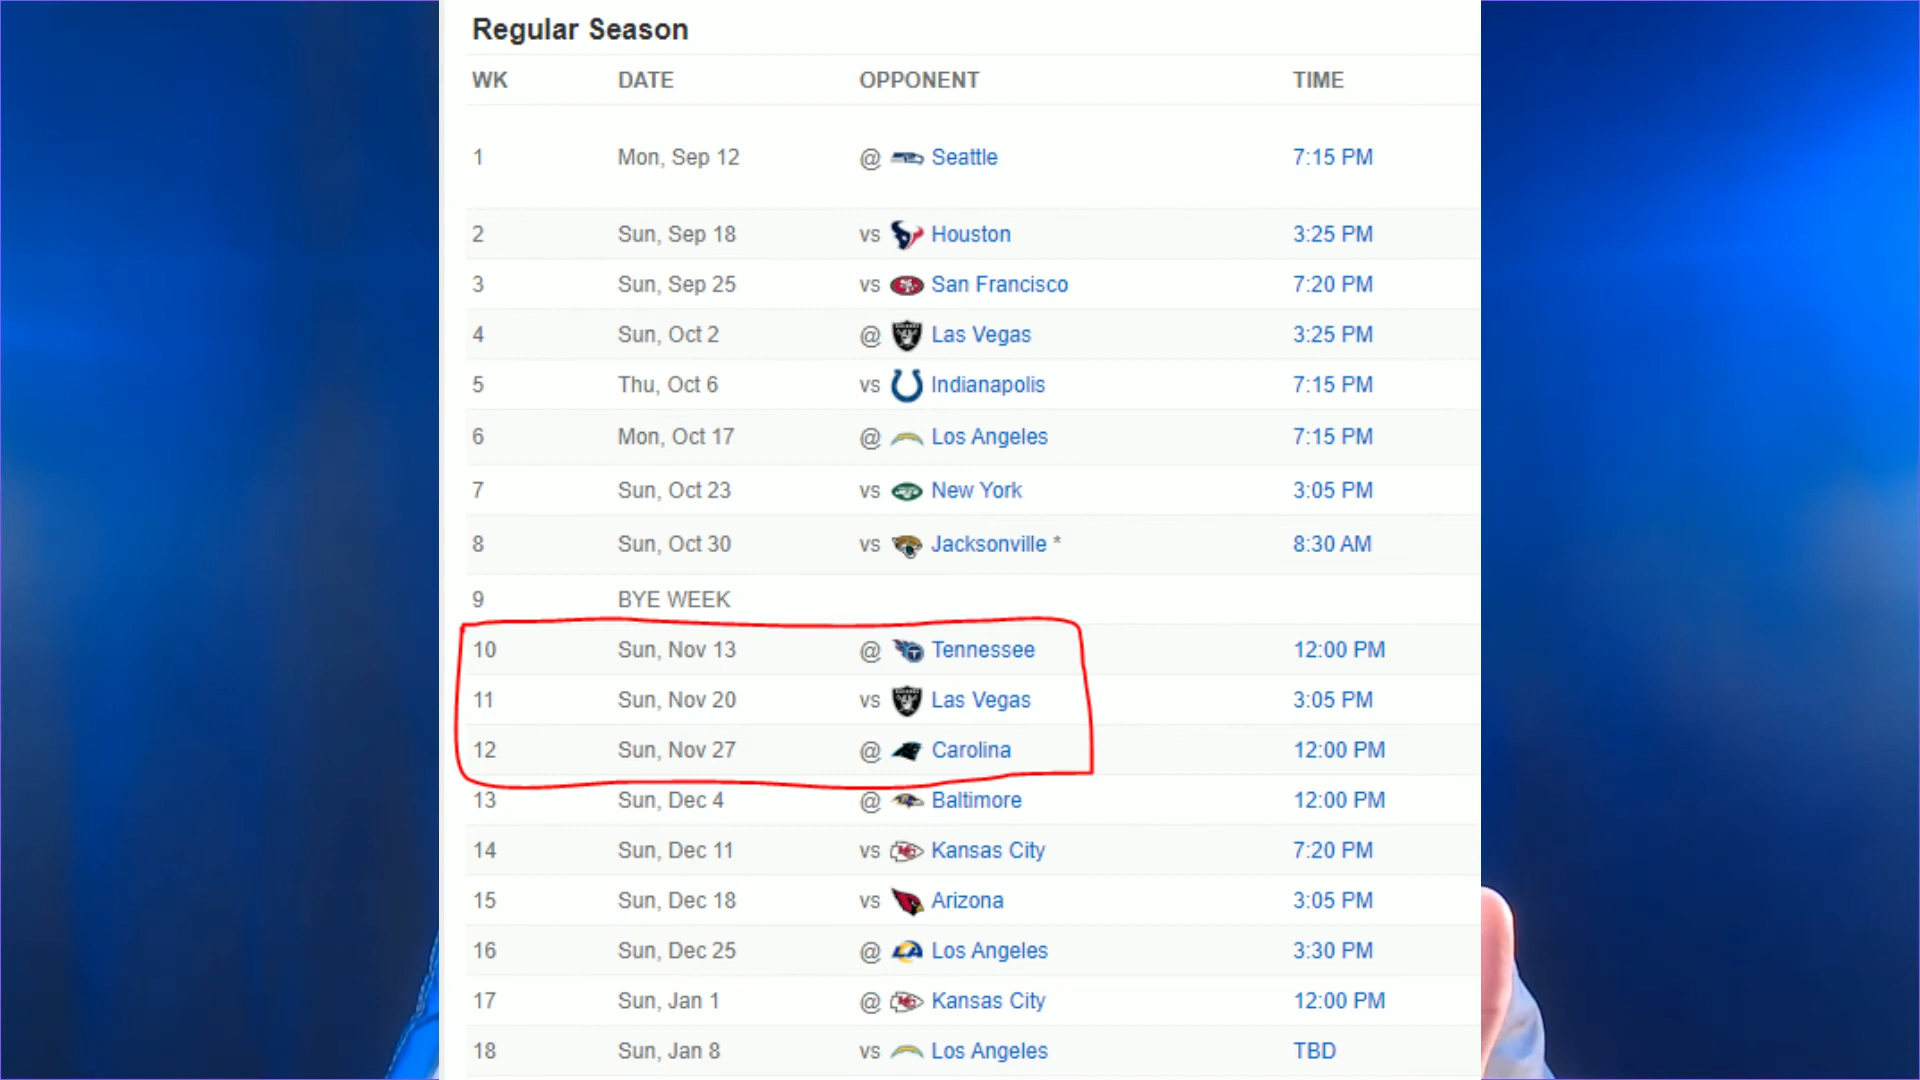 Regular Season
WK DATE OPPONENT TIME
1 Mon, Sep 12 @ Seattle 7:15 PM
2 Sun, Sep 18 vs Houston 3:25 PM
3 Sun, Sep 25 vs San Francisco 7:20 PM
4 Sun, Oct 2 @ Las Vegas 3:25 PM
5 Thu, Oct 6 vs Indianapolis 7:15 PM
6 Mon, Oct 17 @ Los Angeles 7:15 PM
7 Sun, Oct 23 vs New York 3:05 PM
8 Sun, Oct 30 vs Jacksonville * 8:30 AM
9 BYE WEEK
10 Sun, Nov 13 @ Tennessee 12:00 PM
11 Sun, Nov 20 vs Las Vegas 3:05 PM
12 Sun, Nov 27 @ Carolina 12:00 PM
13 Sun, Dec 4 @ Baltimore 12:00 PM
14 Sun, Dec 11 vs Kansas City 7:20 PM
15 Sun, Dec 18 vs Arizona 3:05 PM
16 Sun, Dec 25 @ Los Angeles 3:30 PM
17 Sun, Jan 1 @ Kansas City 12:00 PM
18 Sun, Jan 8 vs Los Angeles TBD